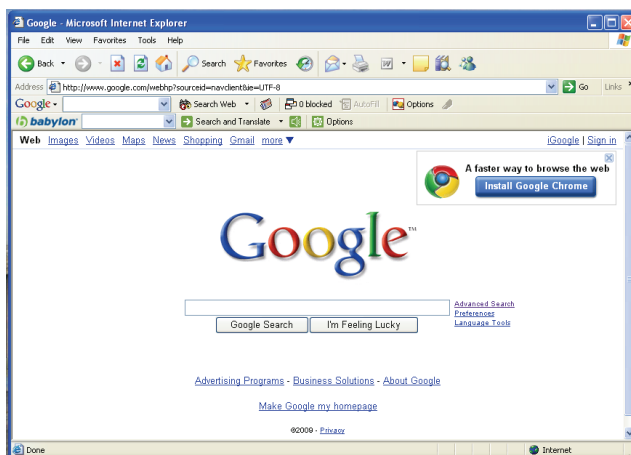 Google - Microsoft Internet Explorer
File Edit View Favorites Tools Help
Back Search Favorites
Address http://www.google.com/webhp?sourceid=navclient&ie=UTF-8 Go Links »
Google Search Web 0 blocked AutoFill Options
babylon Search and Translate Options
Web Images Videos Maps News Shopping Gmail more ▼ iGoogle | Sign in
A faster way to browse the web
Install Google Chrome
Google™
Advanced Search
Preferences
Language Tools
Google Search I'm Feeling Lucky
Advertising Programs - Business Solutions - About Google
Make Google my homepage
©2009 - Privacy
Done Internet